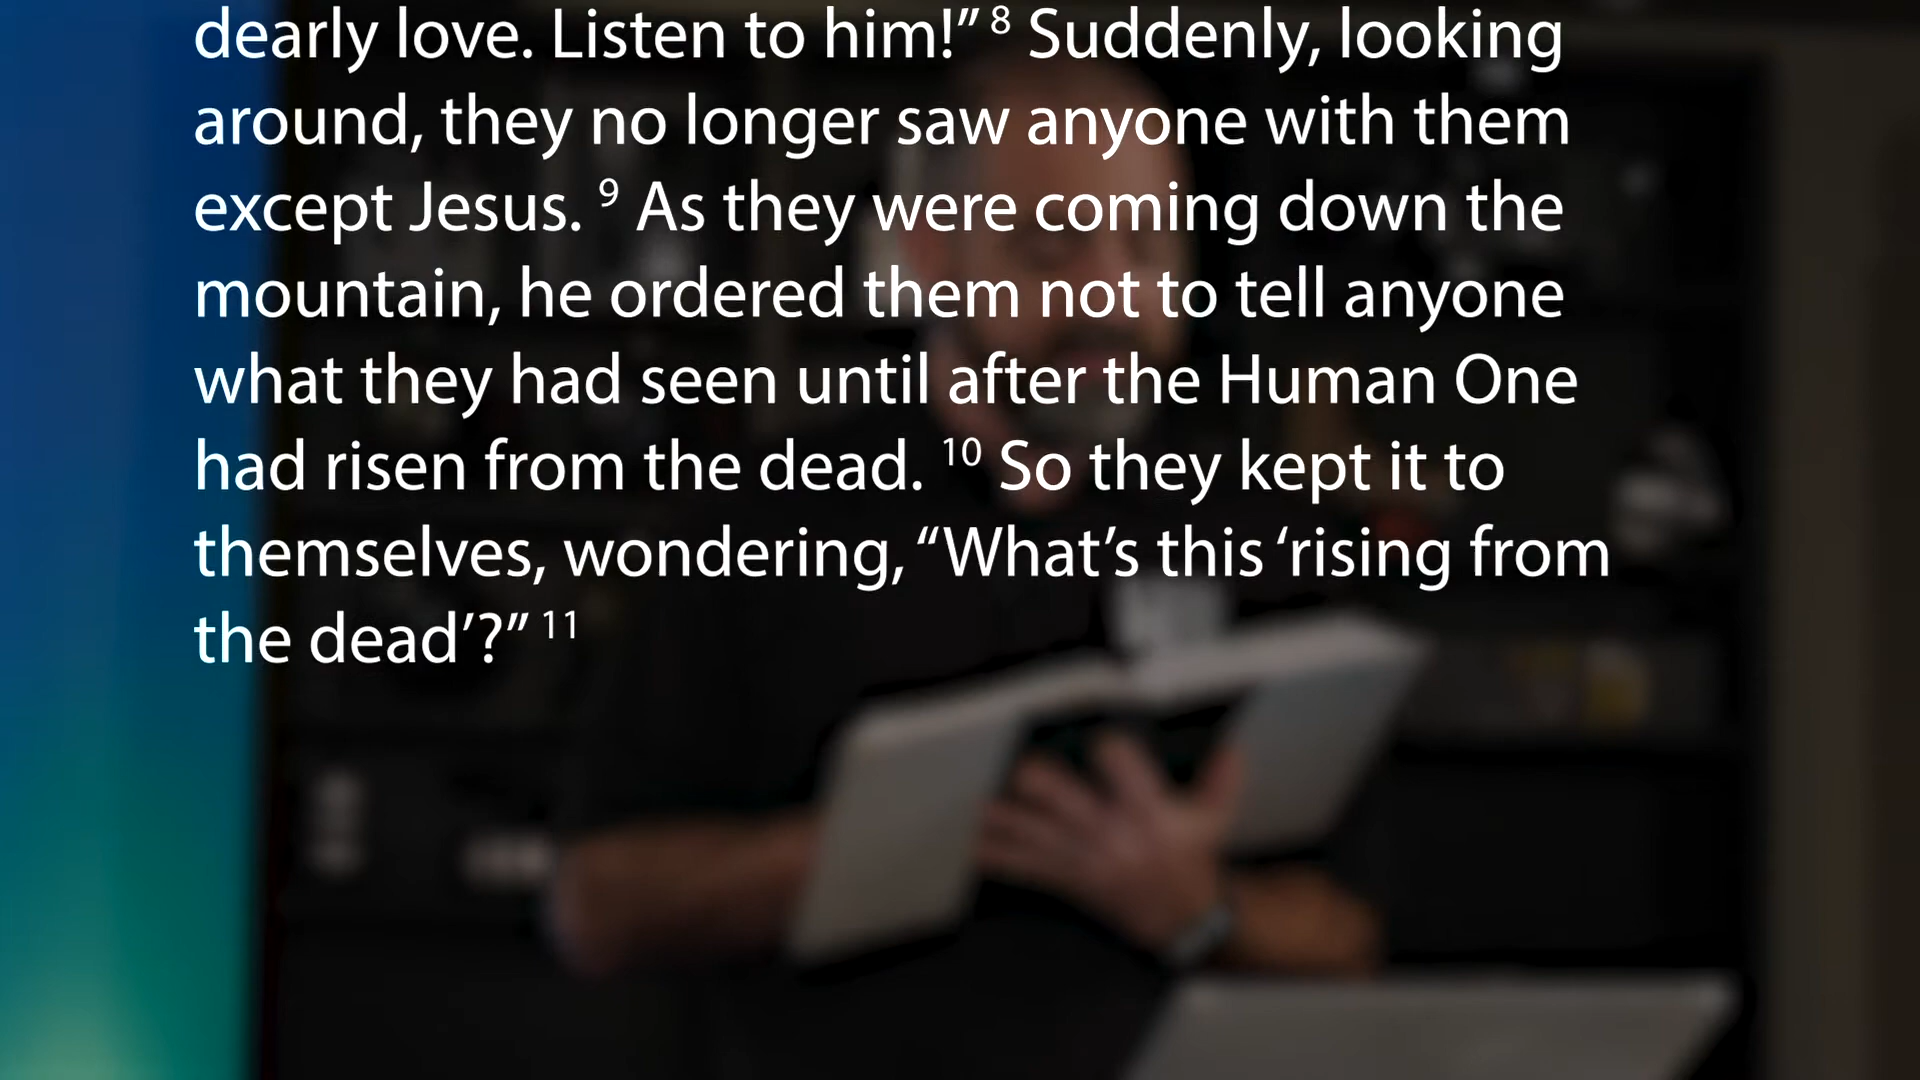 dearly love. Listen to him!” 8 Suddenly, looking
around, they no longer saw anyone with them
except Jesus. 9 As they were coming down the
mountain, he ordered them not to tell anyone
what they had seen until after the Human One
had risen from the dead. 10 So they kept it to
themselves, wondering, “What’s this ‘rising from
the dead’?” 11